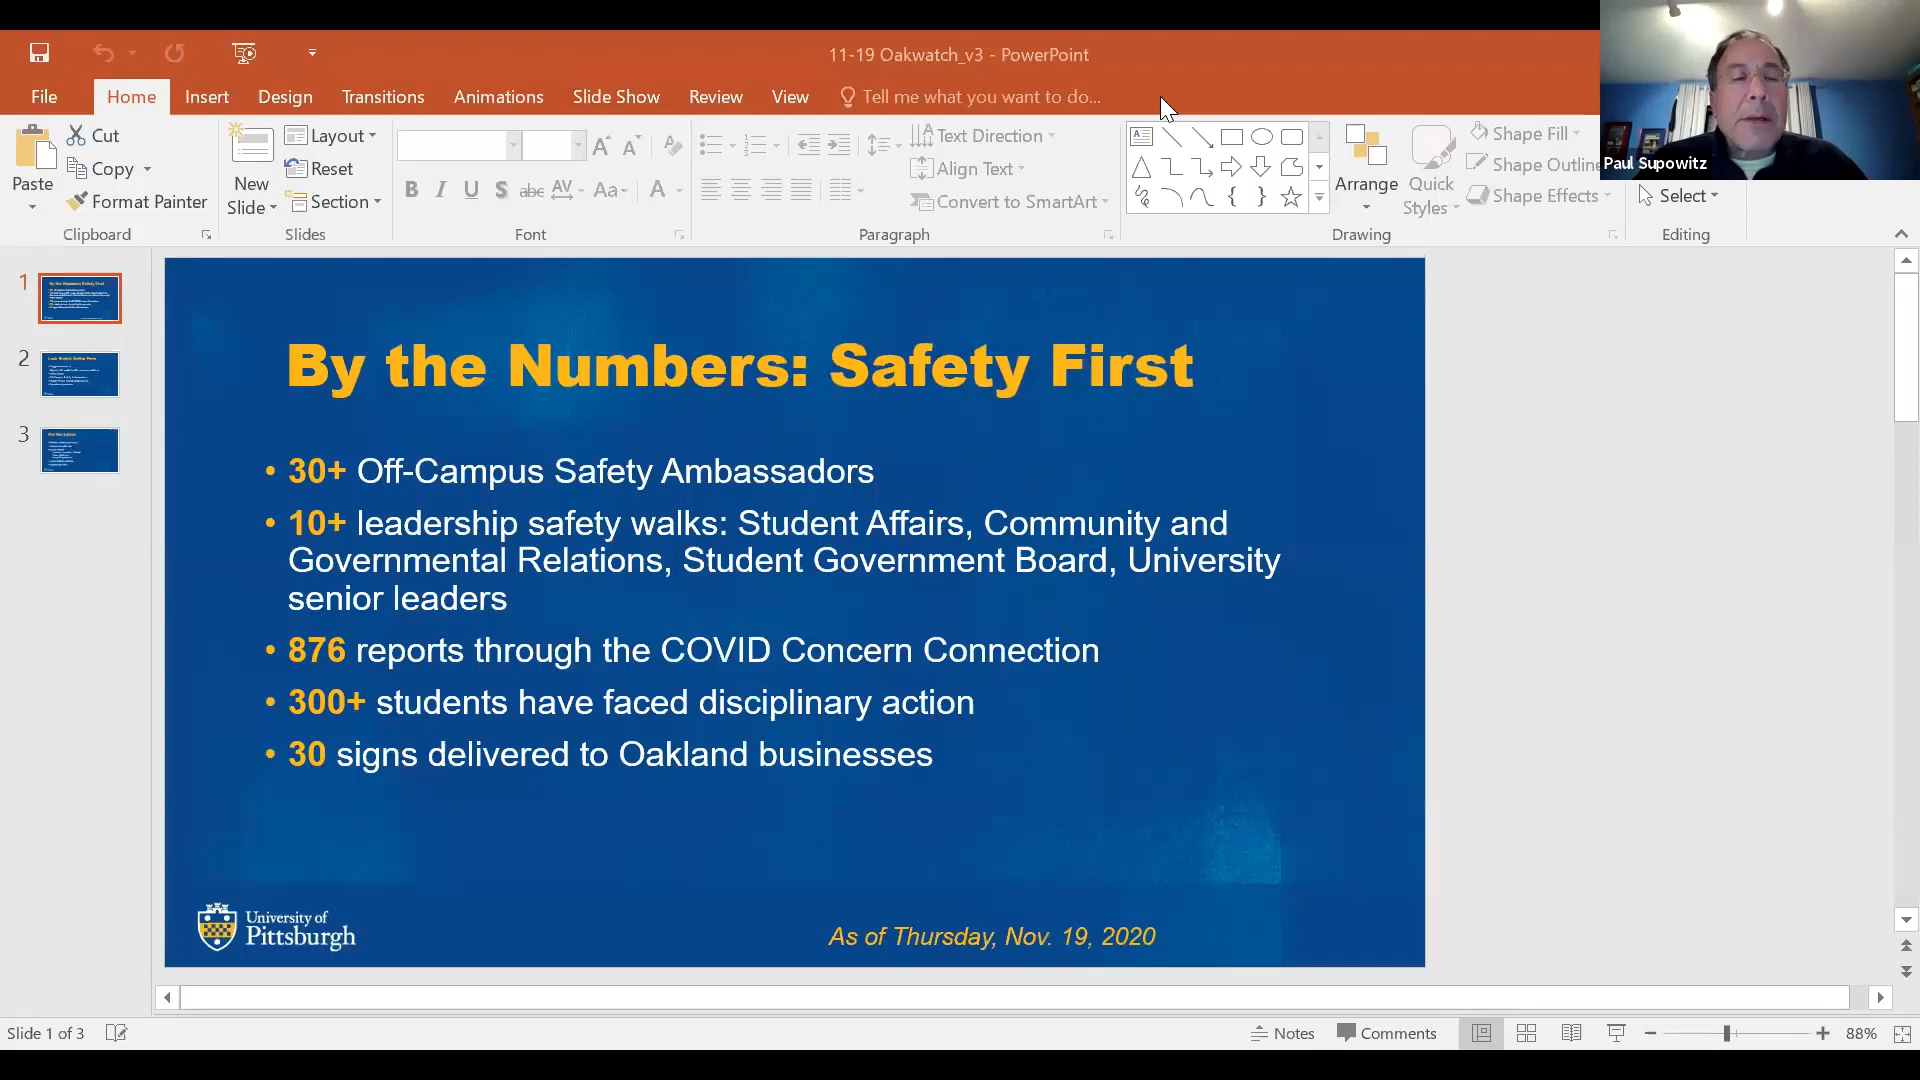 11-19 Oakwatch_v3 - PowerPoint
File Home Insert Design Transitions Animations Slide Show Review View Tell me what you want to do...
Paul Supowitz
Paste
Cut
Copy
Format Painter
Clipboard
New Slide
Layout
Reset
Section
Slides
B I U S abc AV Aa A
Font
Text Direction
Align Text
Convert to SmartArt
Paragraph
Arrange
Quick Styles
Shape Fill
Shape Outline
Shape Effects
Drawing
Select
Editing
1
2
3
By the Numbers: Safety First
• 30+ Off-Campus Safety Ambassadors
• 10+ leadership safety walks: Student Affairs, Community and
Governmental Relations, Student Government Board, University
senior leaders
• 876 reports through the COVID Concern Connection
• 300+ students have faced disciplinary action
• 30 signs delivered to Oakland businesses
University of
Pittsburgh
As of Thursday, Nov. 19, 2020
Slide 1 of 3
Notes Comments 88%